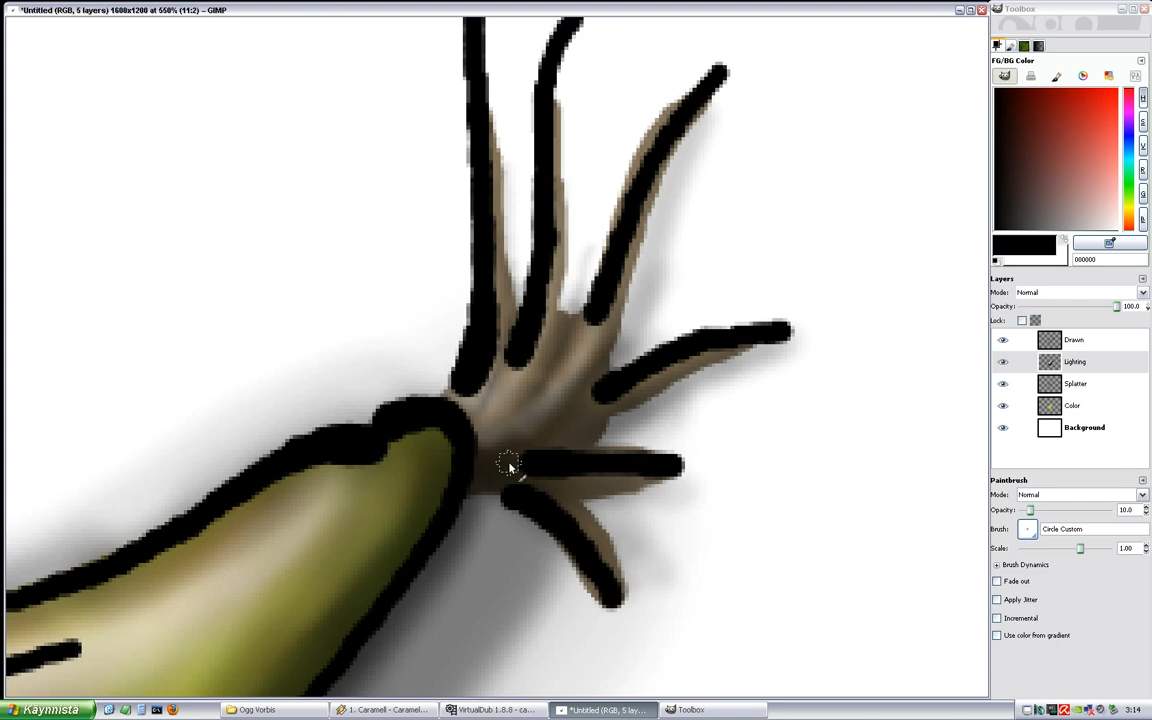 *Untitled (RGB, 5 layers) 1600x1200 at 550% (11:2) – GIMP
Toolbox
FG/BG Color
H
S
V
R
G
B
000000
Layers
Mode: Normal
Opacity: 100.0
Lock:
Drawn
Lighting
Splatter
Color
Background
Paintbrush
Mode: Normal
Opacity: 10.0
Brush: Circle Custom
Scale: 1.00
Brush Dynamics
Fade out
Apply Jitter
Incremental
Use color from gradient
Käynnistä
Ogg Vorbis
1. Caramell - Caramel...
VirtualDub 1.8.8 - ca...
*Untitled (RGB, 5 lay...
Toolbox
3:14